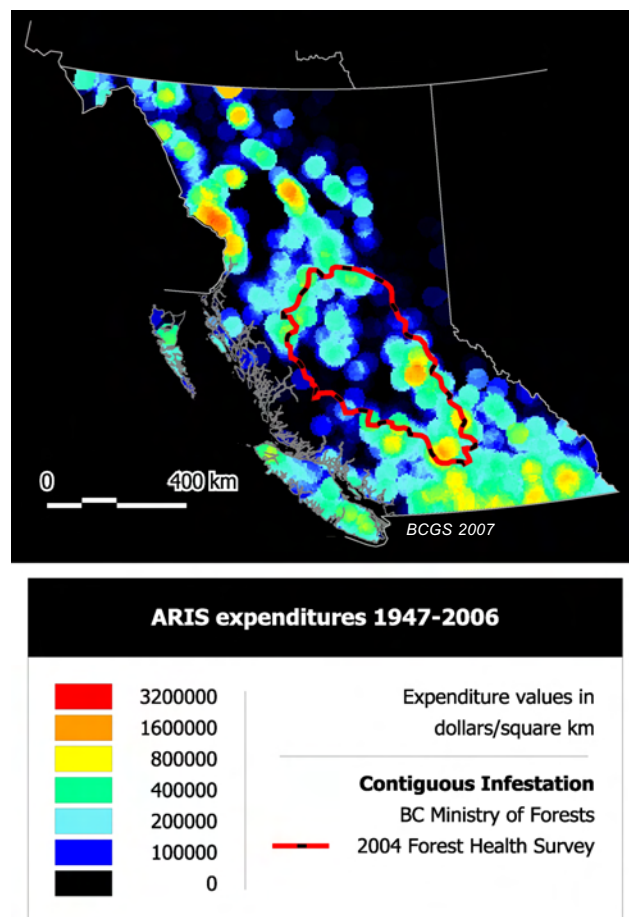 0 400 km
BCGS 2007
ARIS expenditures 1947-2006
3200000
1600000
800000
400000
200000
100000
0
Expenditure values in
dollars/square km
Contiguous Infestation
BC Ministry of Forests
2004 Forest Health Survey